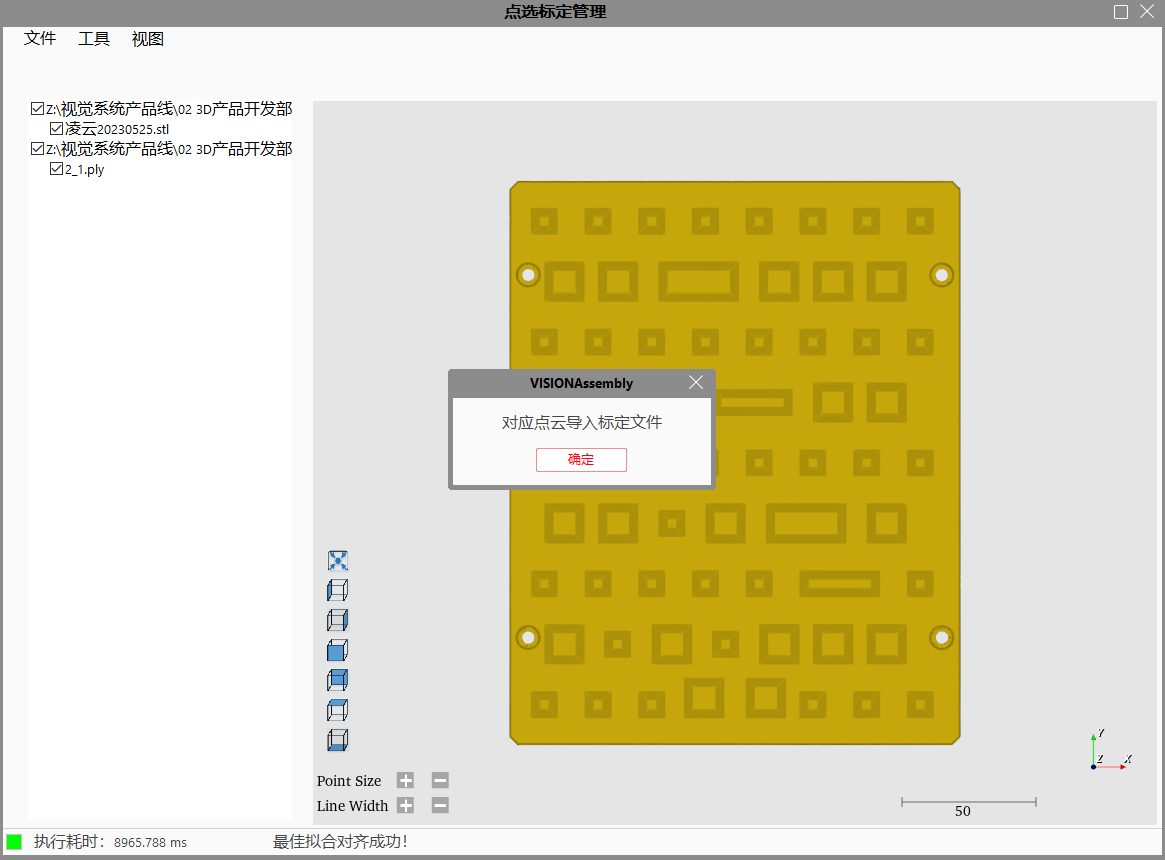 点选标定管理
文件 工具 视图
Z:\视觉系统产品线\02 3D产品开发部
凌云20230525.stl
Z:\视觉系统产品线\02 3D产品开发部
2_1.ply
VISIONAssembly
对应点云导入标定文件
确定
Point Size
Line Width
Y
Z X
50
执行耗时： 8965.788 ms 最佳拟合对齐成功！